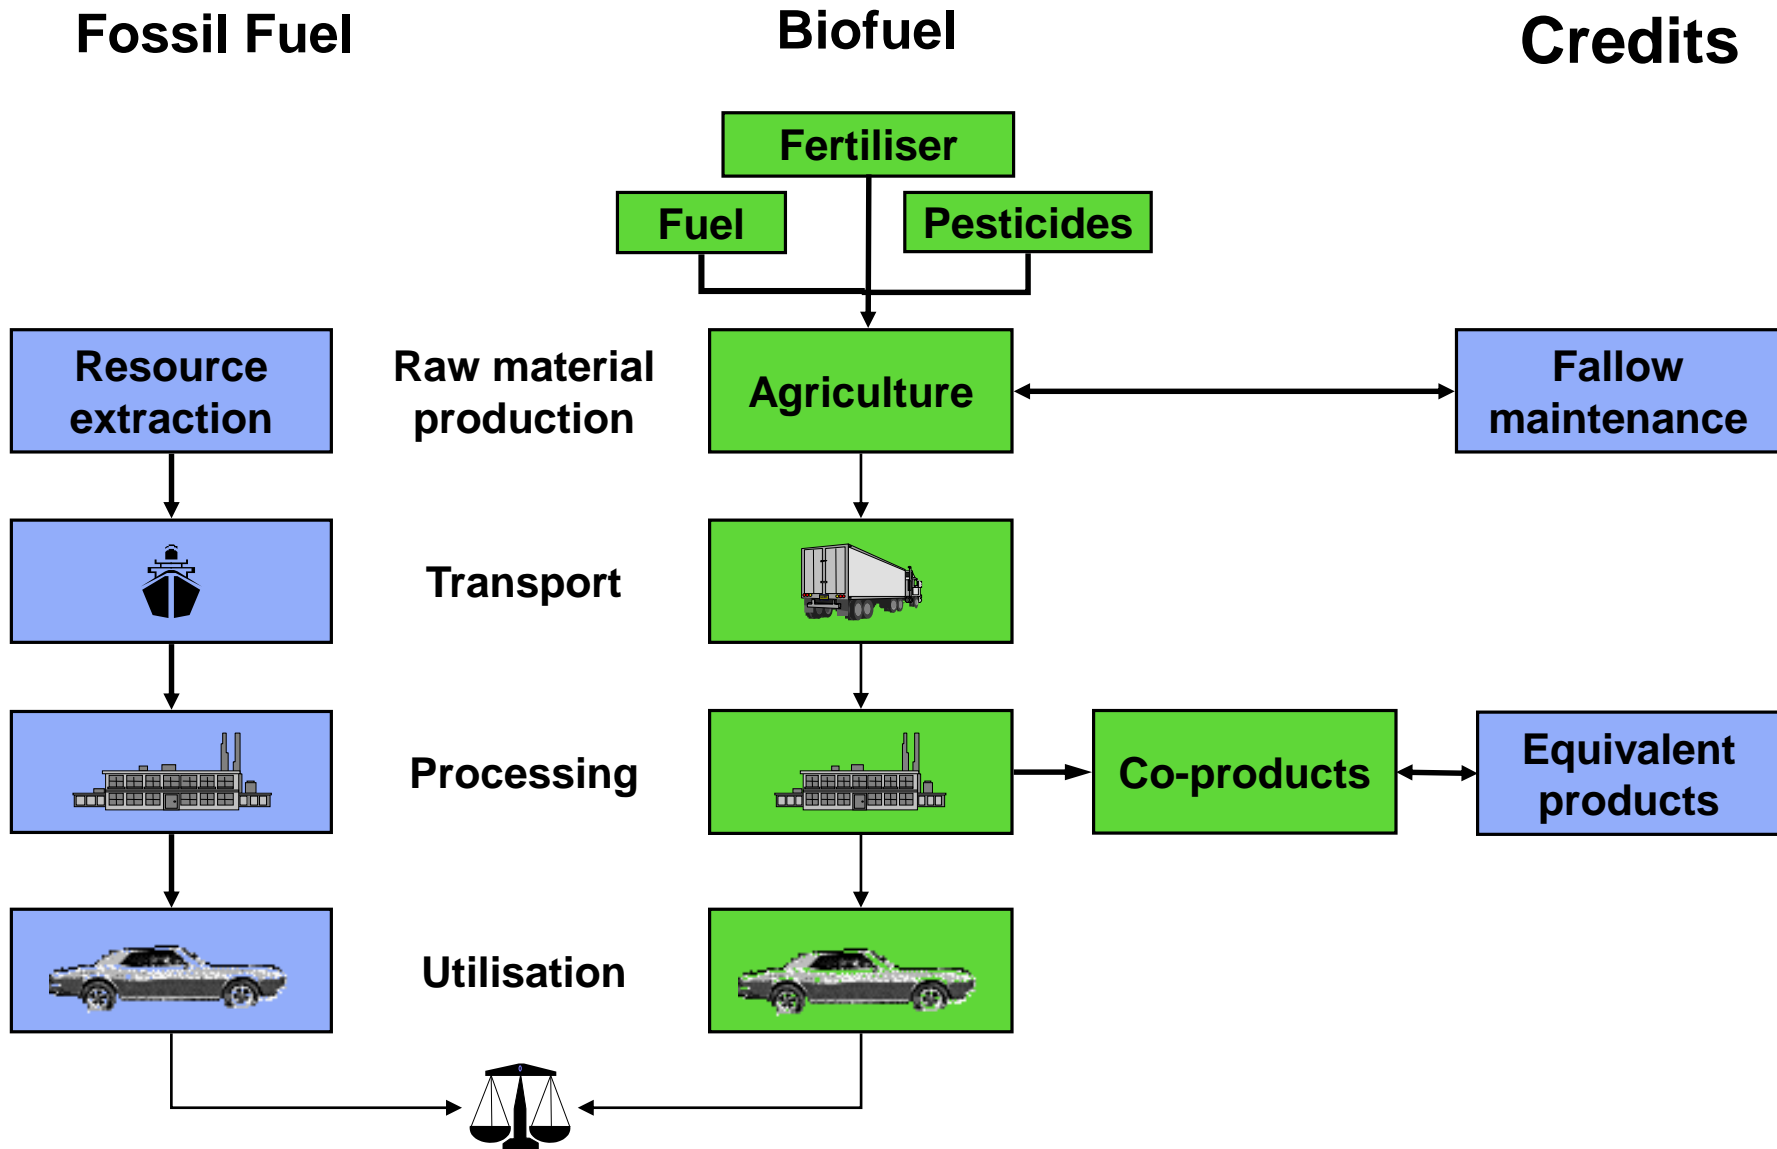 Fossil Fuel
Biofuel
Credits
Fertiliser
Fuel
Pesticides
Resource
extraction
Raw material
production
Agriculture
Fallow
maintenance
Transport
Processing
Co-products
Equivalent
products
Utilisation